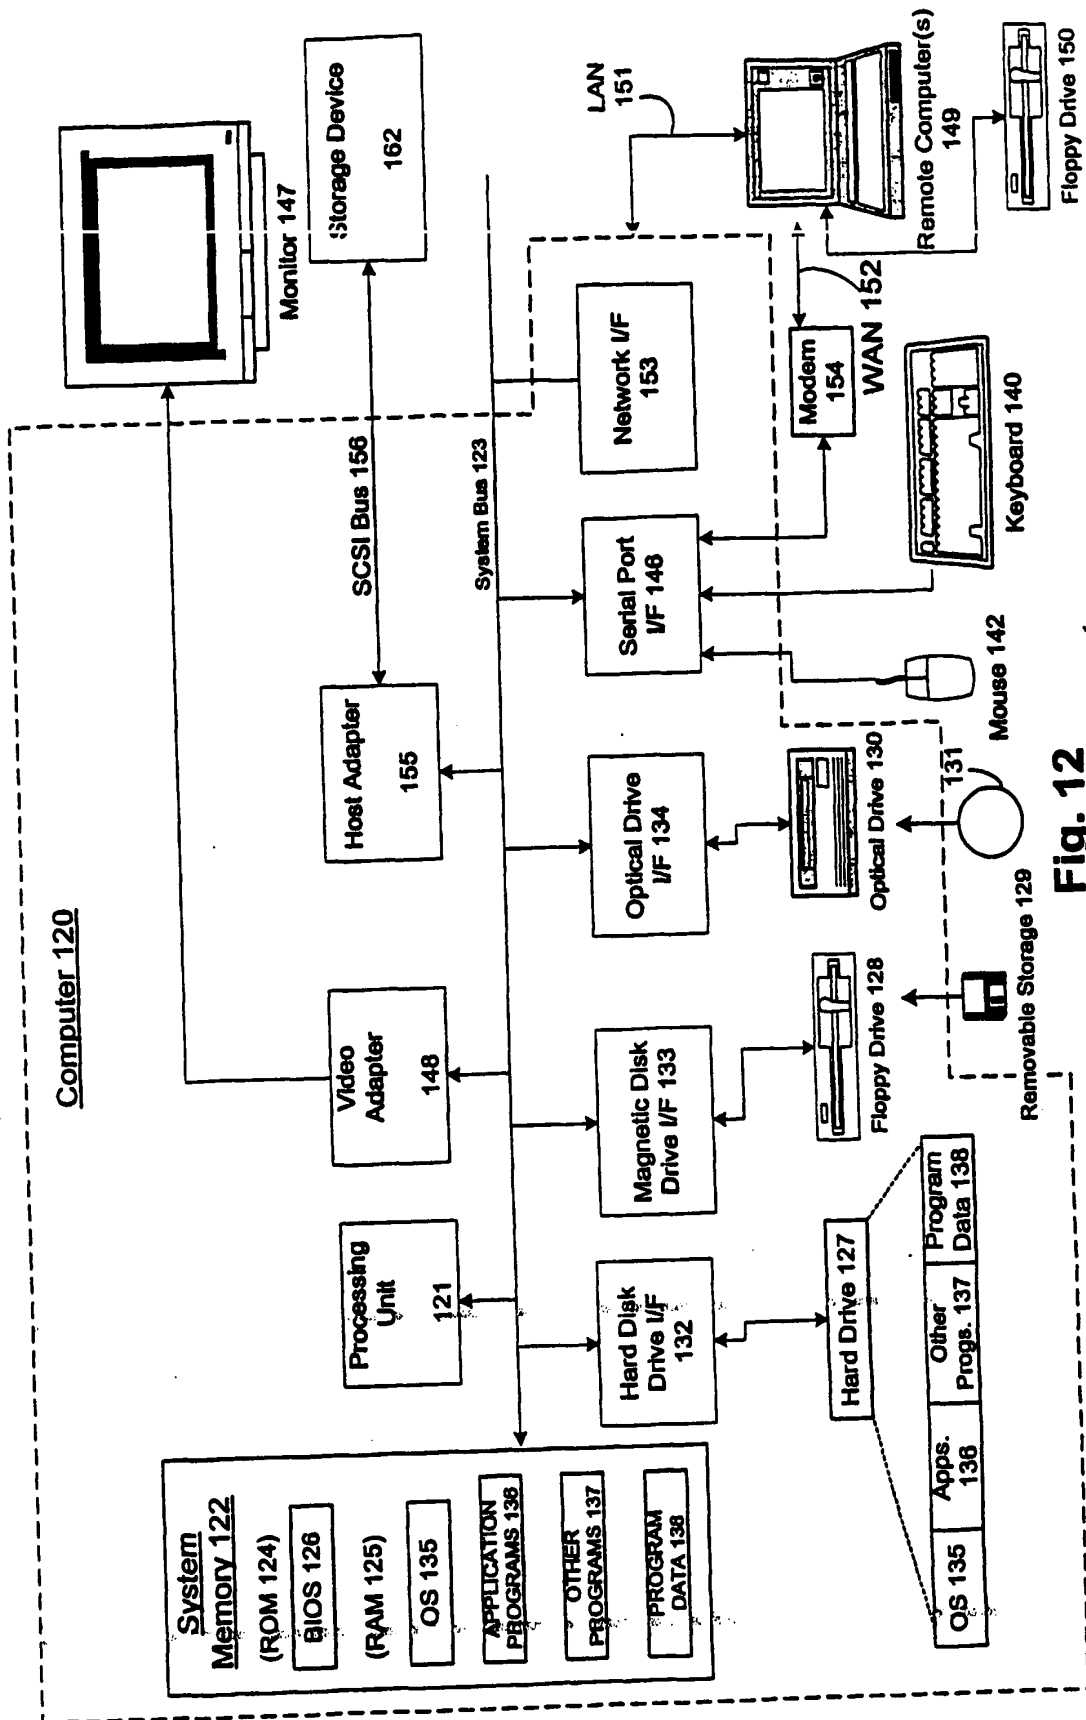 Computer 120
System
Memory 122
(ROM 124)
BIOS 126
(RAM 125)
OS 135
APPLICATION
PROGRAMS 136
OTHER
PROGRAMS 137
PROGRAM
DATA 138
Processing
Unit
121
Video
Adapter
148
Host Adapter
155
Monitor 147
Storage Device
162
SCSI Bus 156
System Bus 123
Hard Disk
Drive I/F
132
Magnetic Disk
Drive I/F 133
Optical Drive
I/F 134
Serial Port
I/F 146
Network I/F
153
LAN
151
Hard Drive 127
Floppy Drive 128
Optical Drive 130
Modem
154
WAN 152
Remote Computer(s)
149
OS 135
Apps.
136
Other
Progs. 137
Program
Data 138
Removable Storage 129
131
Mouse 142
Keyboard 140
Floppy Drive 150
Fig. 12